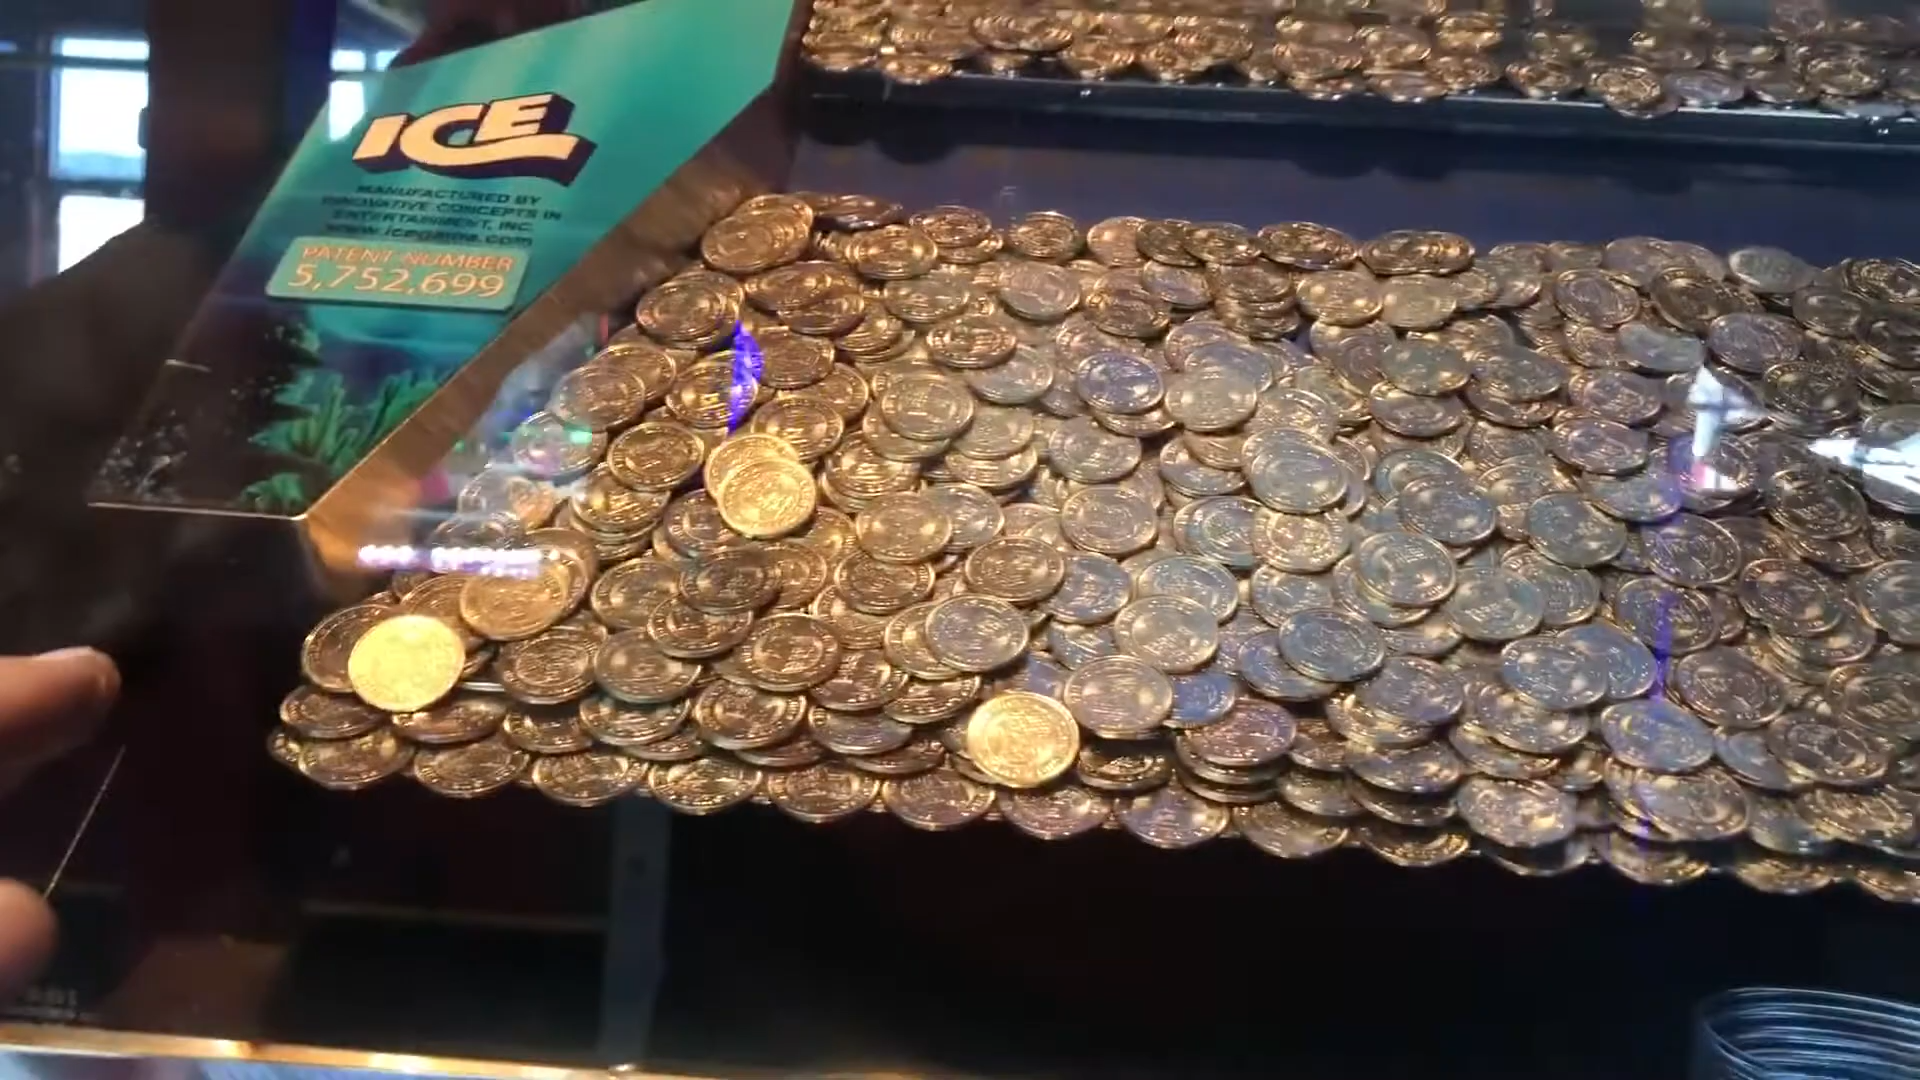 ICE
MANUFACTURED BY
INNOVATIVE CONCEPTS IN
ENTERTAINMENT, INC.
www.icegame.com
PATENT NUMBER
5,752,699